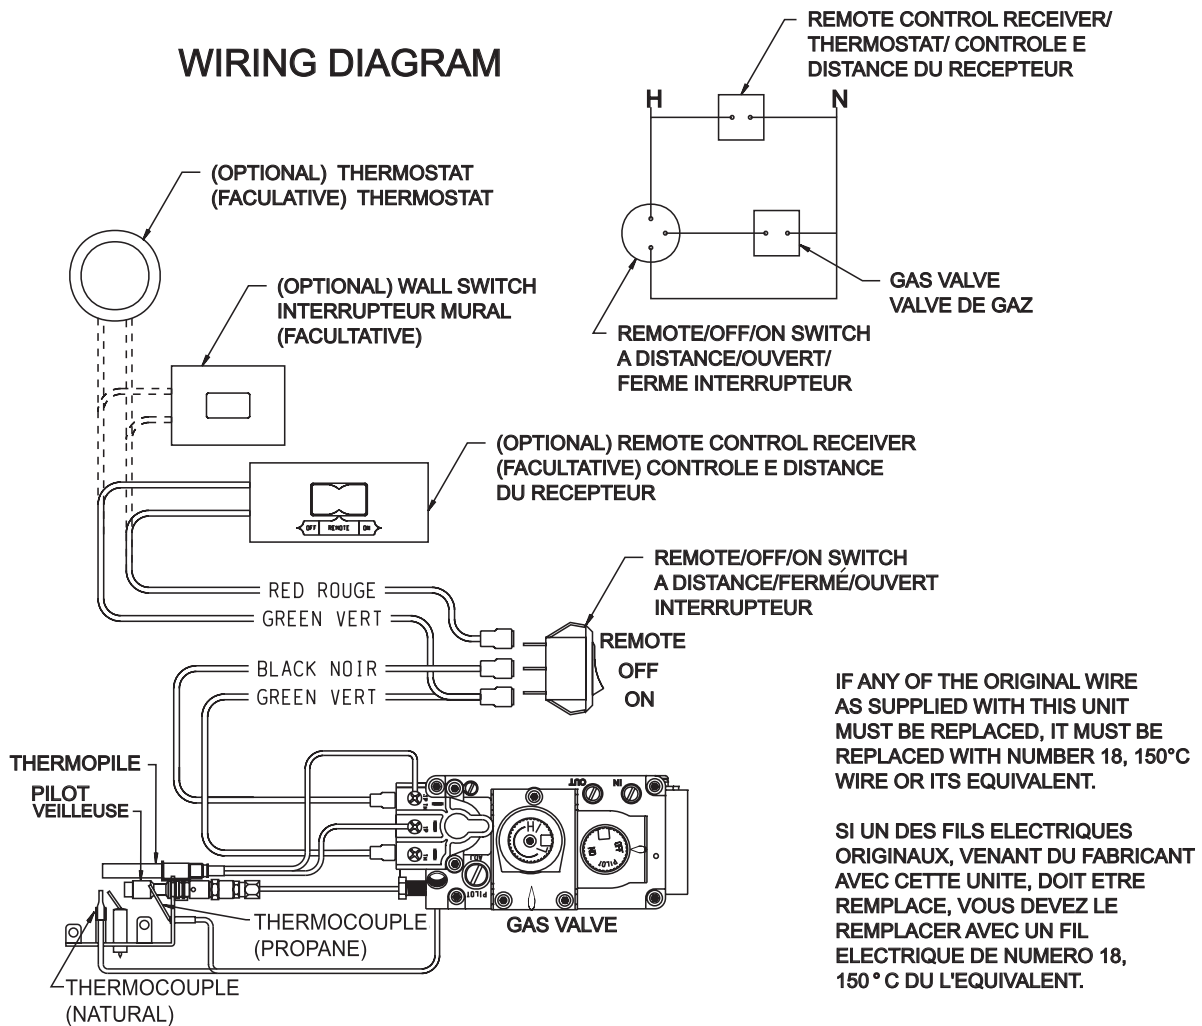 WIRING DIAGRAM
REMOTE CONTROL RECEIVER/
THERMOSTAT/ CONTROLE E
DISTANCE DU RECEPTEUR
H
N
(OPTIONAL) THERMOSTAT
(FACULATIVE) THERMOSTAT
(OPTIONAL) WALL SWITCH
INTERRUPTEUR MURAL
(FACULTATIVE)
GAS VALVE
VALVE DE GAZ
REMOTE/OFF/ON SWITCH
A DISTANCE/OUVERT/
FERME INTERRUPTEUR
(OPTIONAL) REMOTE CONTROL RECEIVER
(FACULTATIVE) CONTROLE E DISTANCE
DU RECEPTEUR
OFF REMOTE ON
REMOTE/OFF/ON SWITCH
A DISTANCE/FERMÉ/OUVERT
INTERRUPTEUR
RED ROUGE
GREEN VERT
BLACK NOIR
GREEN VERT
REMOTE
OFF
ON
IF ANY OF THE ORIGINAL WIRE
AS SUPPLIED WITH THIS UNIT
MUST BE REPLACED, IT MUST BE
REPLACED WITH NUMBER 18, 150°C
WIRE OR ITS EQUIVALENT.
SI UN DES FILS ELECTRIQUES
ORIGINAUX, VENANT DU FABRICANT
AVEC CETTE UNITE, DOIT ETRE
REMPLACE, VOUS DEVEZ LE
REMPLACER AVEC UN FIL
ELECTRIQUE DE NUMERO 18,
150 ° C DU L'EQUIVALENT.
THERMOPILE
PILOT
VEILLEUSE
OUT
IN
HI
OFF
PILOT
ON
ADJ
PILOT
GAS VALVE
THERMOCOUPLE
(PROPANE)
THERMOCOUPLE
(NATURAL)